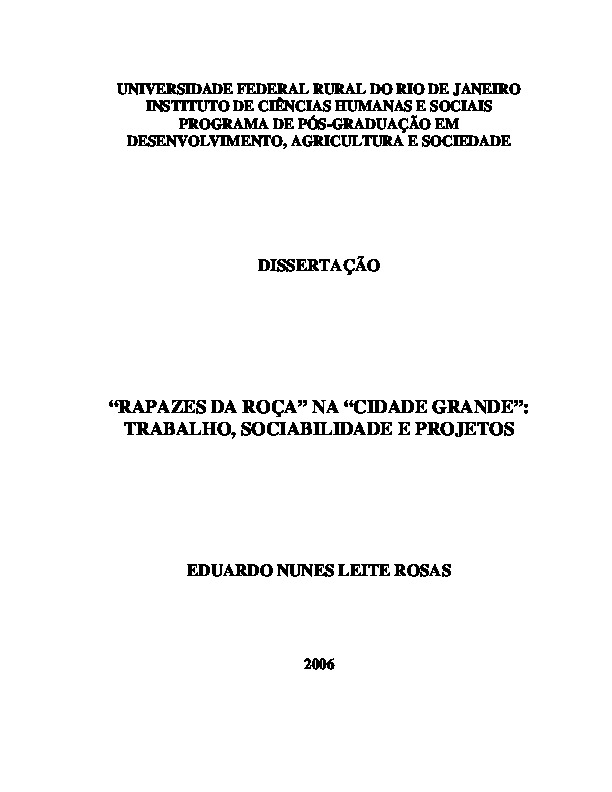 UNIVERSIDADE FEDERAL RURAL DO RIO DE JANEIRO
INSTITUTO DE CIÊNCIAS HUMANAS E SOCIAIS
PROGRAMA DE PÓS-GRADUAÇÃO EM
DESENVOLVIMENTO, AGRICULTURA E SOCIEDADE
DISSERTAÇÃO
“RAPAZES DA ROÇA” NA “CIDADE GRANDE”:
TRABALHO, SOCIABILIDADE E PROJETOS
EDUARDO NUNES LEITE ROSAS
2006